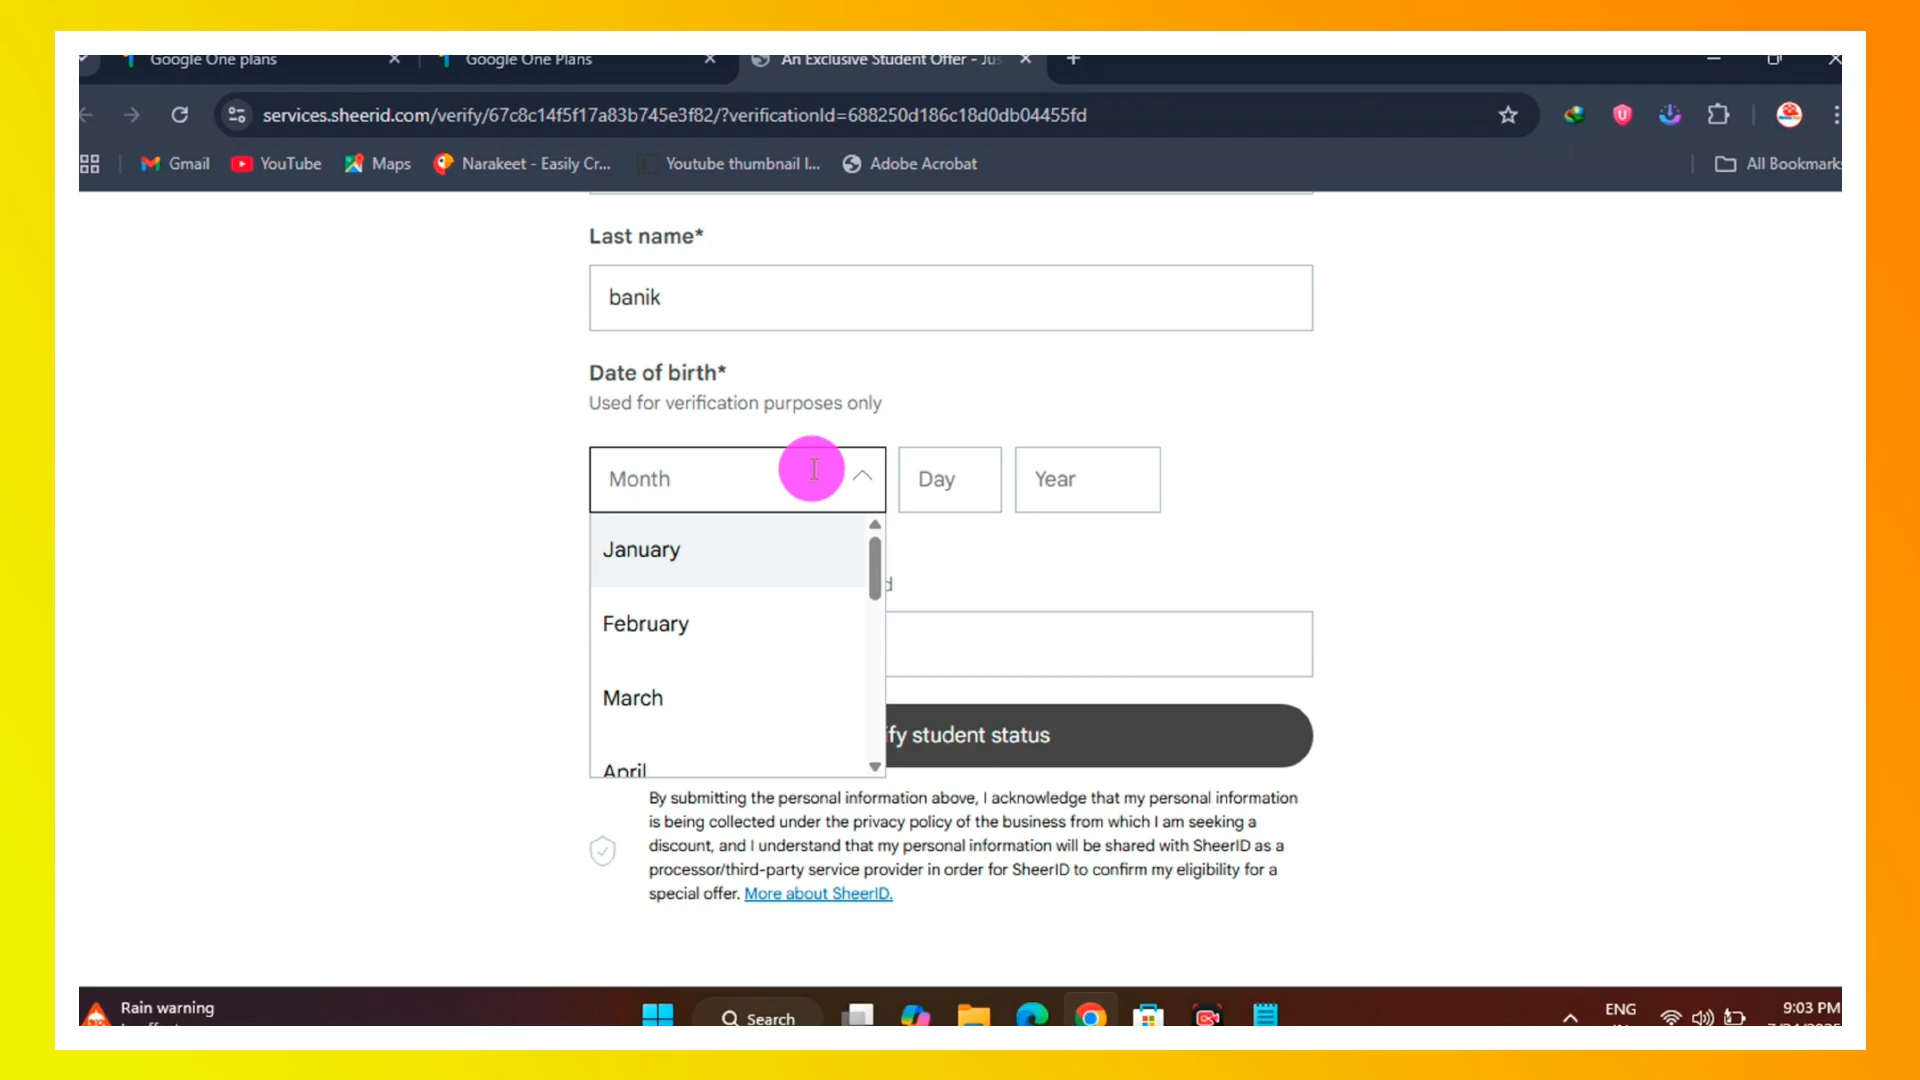 Google One plans
Google One Plans
An Exclusive Student Offer - Jus
services.sheerid.com/verify/67c8c14f5f17a83b745e3f82/?verificationId=688250d186c18d0db04455fd
Gmail
YouTube
Maps
Narakeet - Easily Cr...
Youtube thumbnail I...
Adobe Acrobat
All Bookmarks
Last name*
banik
Date of birth*
Used for verification purposes only
Month
Day
Year
January
d
February
March
fy student status
April
By submitting the personal information above, I acknowledge that my personal information
is being collected under the privacy policy of the business from which I am seeking a
discount, and I understand that my personal information will be shared with SheerID as a
processor/third-party service provider in order for SheerID to confirm my eligibility for a
special offer. More about SheerID.
Rain warning
Search
ENG
9:03 PM